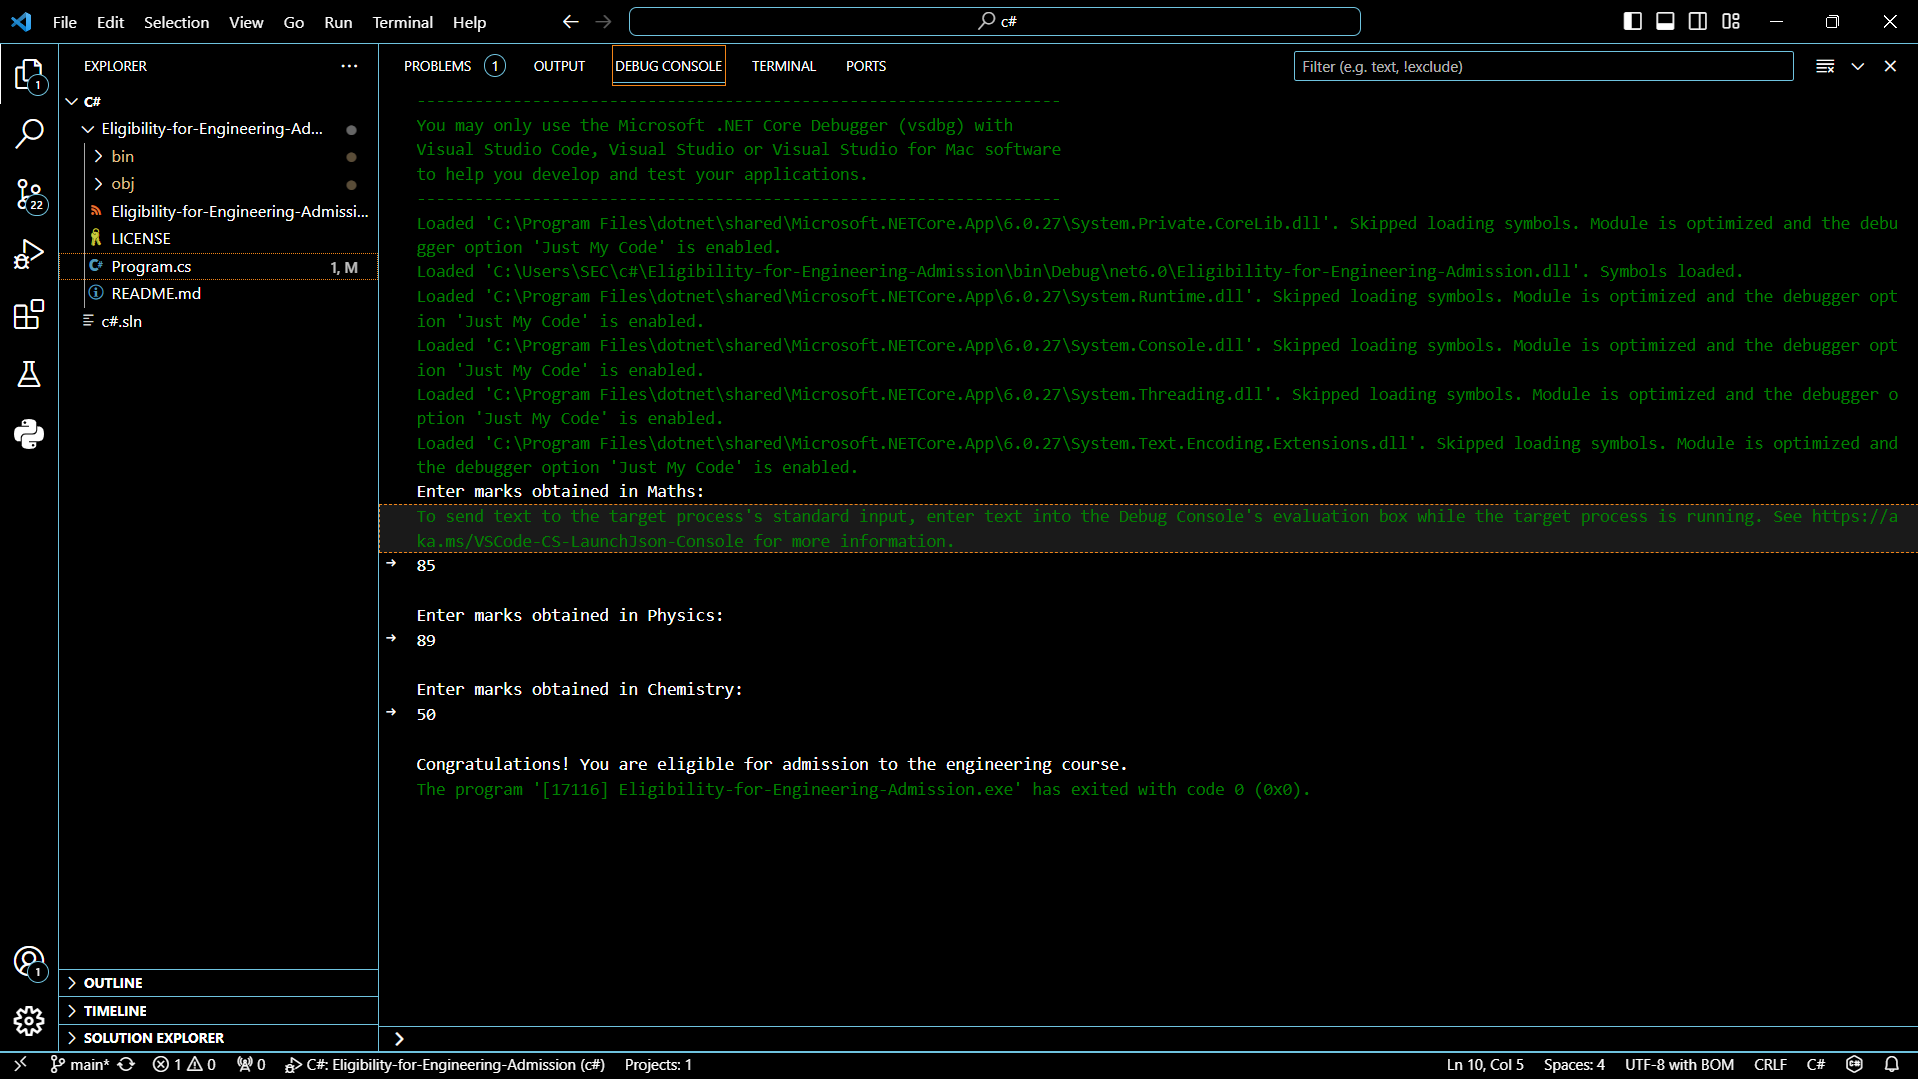 File Edit Selection View Go Run Terminal Help
c#
EXPLORER
C#
Eligibility-for-Engineering-Ad...
bin
obj
Eligibility-for-Engineering-Admissi...
LICENSE
Program.cs 1, M
README.md
c#.sln
OUTLINE
TIMELINE
SOLUTION EXPLORER
1
22
1
PROBLEMS 1 OUTPUT DEBUG CONSOLE TERMINAL PORTS
Filter (e.g. text, !exclude)
-------------------------------------------------------------------
You may only use the Microsoft .NET Core Debugger (vsdbg) with
Visual Studio Code, Visual Studio or Visual Studio for Mac software
to help you develop and test your applications.
-------------------------------------------------------------------
Loaded 'C:\Program Files\dotnet\shared\Microsoft.NETCore.App\6.0.27\System.Private.CoreLib.dll'. Skipped loading symbols. Module is optimized and the debu
gger option 'Just My Code' is enabled.
Loaded 'C:\Users\SEC\c#\Eligibility-for-Engineering-Admission\bin\Debug\net6.0\Eligibility-for-Engineering-Admission.dll'. Symbols loaded.
Loaded 'C:\Program Files\dotnet\shared\Microsoft.NETCore.App\6.0.27\System.Runtime.dll'. Skipped loading symbols. Module is optimized and the debugger opt
ion 'Just My Code' is enabled.
Loaded 'C:\Program Files\dotnet\shared\Microsoft.NETCore.App\6.0.27\System.Console.dll'. Skipped loading symbols. Module is optimized and the debugger opt
ion 'Just My Code' is enabled.
Loaded 'C:\Program Files\dotnet\shared\Microsoft.NETCore.App\6.0.27\System.Threading.dll'. Skipped loading symbols. Module is optimized and the debugger o
ption 'Just My Code' is enabled.
Loaded 'C:\Program Files\dotnet\shared\Microsoft.NETCore.App\6.0.27\System.Text.Encoding.Extensions.dll'. Skipped loading symbols. Module is optimized and
the debugger option 'Just My Code' is enabled.
Enter marks obtained in Maths:
To send text to the target process's standard input, enter text into the Debug Console's evaluation box while the target process is running. See https://a
ka.ms/VSCode-CS-LaunchJson-Console for more information.
85
Enter marks obtained in Physics:
89
Enter marks obtained in Chemistry:
50
Congratulations! You are eligible for admission to the engineering course.
The program '[17116] Eligibility-for-Engineering-Admission.exe' has exited with code 0 (0x0).
main* 1 0 0 C#: Eligibility-for-Engineering-Admission (c#) Projects: 1 Ln 10, Col 5 Spaces: 4 UTF-8 with BOM CRLF C#